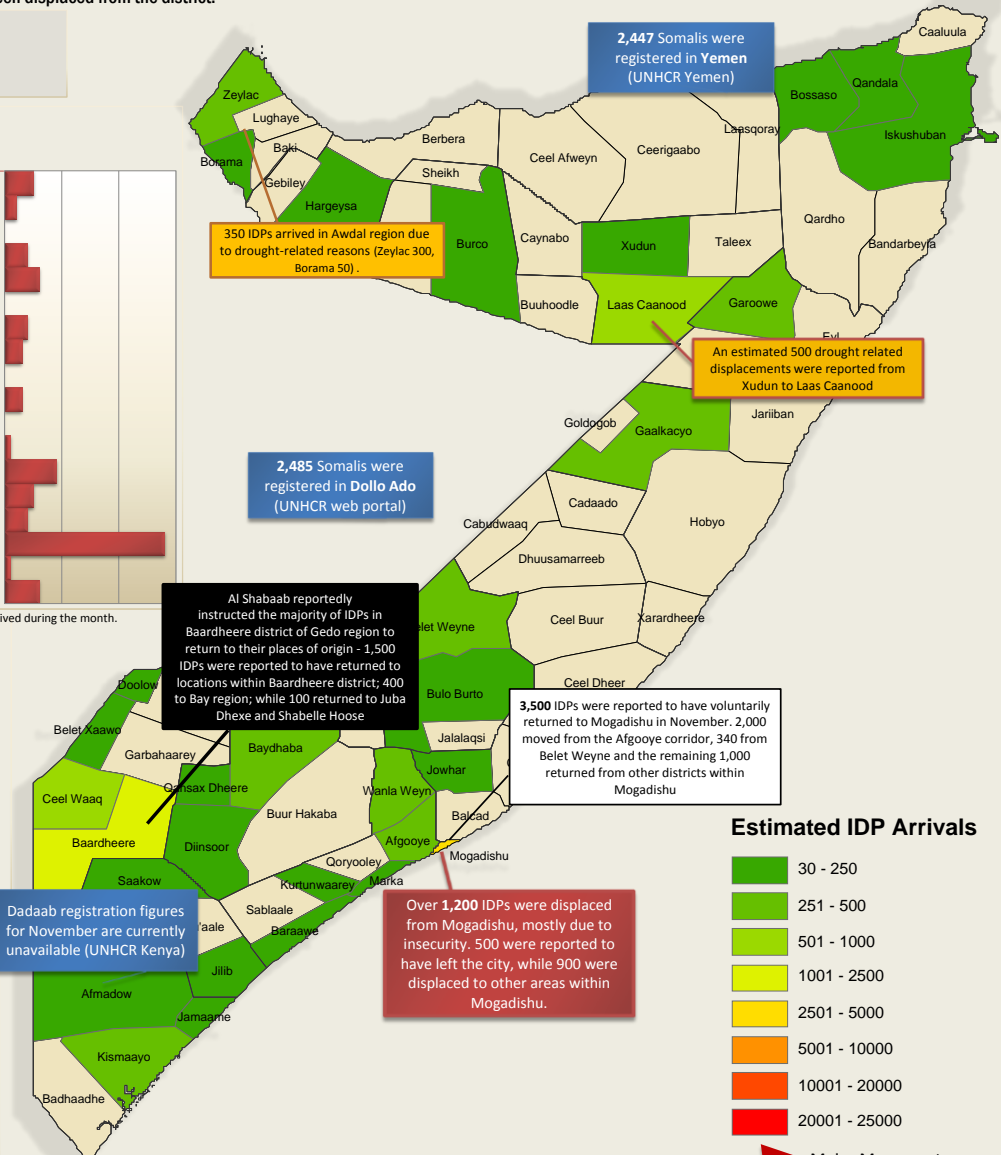 een displaced from the district.
2,447 Somalis were
registered in Yemen
(UNHCR Yemen)
Caaluula
Qandala
Bossaso
Iskushuban
Zeylac
Lughaye
Baki
Borama
Gebiley
Berbera
Sheikh
Hargeysa
Ceel Afweyn
Ceerigaabo
Laasqoray
Qardho
Bandarbeyla
350 IDPs arrived in Awdal region due
to drought-related reasons (Zeylac 300,
Borama 50) .
Burco
Caynabo
Xudun
Taleex
Buuhoodle
Laas Caanood
Garoowe
Eyl
An estimated 500 drought related
displacements were reported from
Xudun to Laas Caanood
Jariiban
Goldogob
Gaalkacyo
2,485 Somalis were
registered in Dollo Ado
(UNHCR web portal)
Cadaado
Cabudwaaq
Hobyo
Dhuusamarreeb
ived during the month.
Al Shabaab reportedly
instructed the majority of IDPs in
Baardheere district of Gedo region to
return to their places of origin - 1,500
IDPs were reported to have returned to
locations within Baardheere district; 400
to Bay region; while 100 returned to Juba
Dhexe and Shabelle Hoose
elet Weyne
Ceel Buur
Xarardheere
Ceel Dheer
Bulo Burto
Doolow
Belet Xaawo
Garbahaarey
Baydhaba
Jalalaqsi
3,500 IDPs were reported to have voluntarily
returned to Mogadishu in November. 2,000
moved from the Afgooye corridor, 340 from
Belet Weyne and the remaining 1,000
returned from other districts within
Mogadishu
Jowhar
Qansax Dheere
Wanla Weyn
Ceel Waaq
Buur Hakaba
Balcad
Baardheere
Diinsoor
Afgooye
Mogadishu
Qoryooley
Saakow
Kurtunwaarey
Marka
Sablaale
'aale
Baraawe
Dadaab registration figures
for November are currently
unavailable (UNHCR Kenya)
Over 1,200 IDPs were displaced
from Mogadishu, mostly due to
insecurity. 500 were reported to
have left the city, while 900 were
displaced to other areas within
Mogadishu.
Jilib
Afmadow
Jamaame
Kismaayo
Badhaadhe
Estimated IDP Arrivals
30 - 250
251 - 500
501 - 1000
1001 - 2500
2501 - 5000
5001 - 10000
10001 - 20000
20001 - 25000